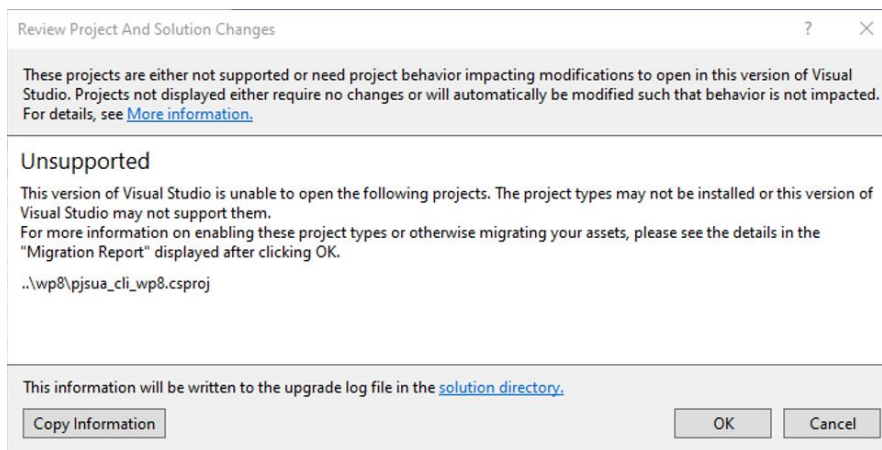 Review Project And Solution Changes
These projects are either not supported or need project behavior impacting modifications to open in this version of Visual
Studio. Projects not displayed either require no changes or will automatically be modified such that behavior is not impacted.
For details, see More information.
Unsupported
This version of Visual Studio is unable to open the following projects. The project types may not be installed or this version of
Visual Studio may not support them.
For more information on enabling these project types or otherwise migrating your assets, please see the details in the
"Migration Report" displayed after clicking OK.
..\wp8\pjsua_cli_wp8.csproj
This information will be written to the upgrade log file in the solution directory.
Copy Information
OK
Cancel